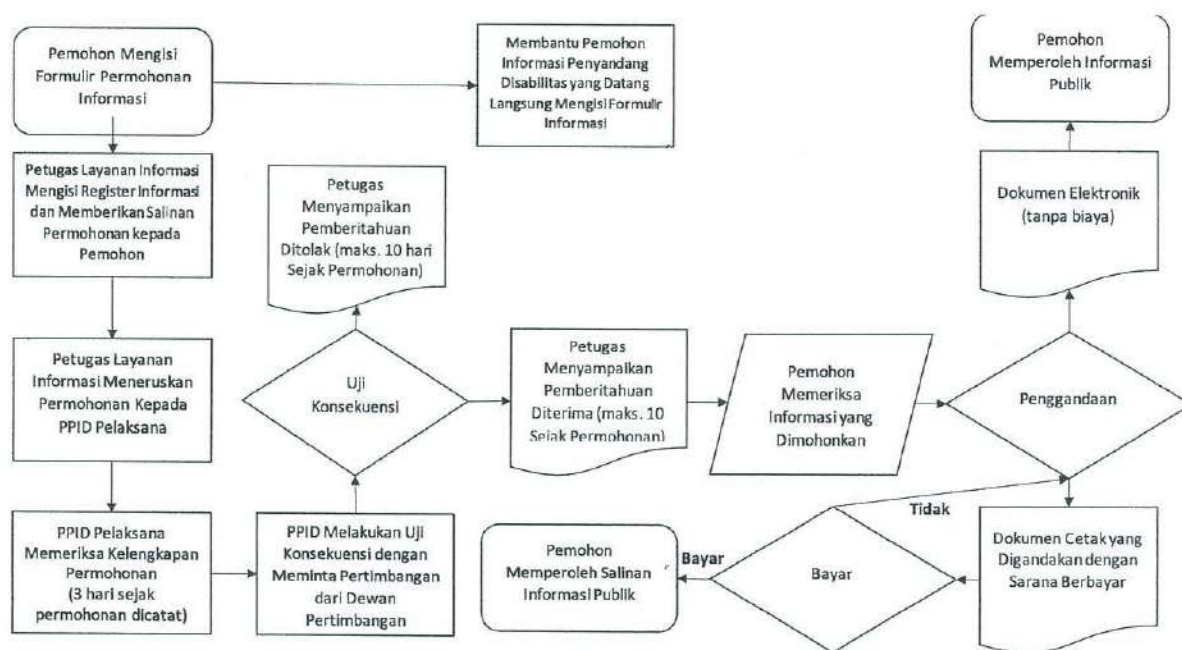 Pemohon Mengisi
Formulir Permohonan
Informasi
Membantu Pemohon
Informasi Penyandang
Disabilitas yang Datang
Langsung Mengisi Formulir
Informasi
Pemohon
Memperoleh Informasi
Publik
Petugas Layanan Informasi
Mengisi Register Informasi
dan Memberikan Salinan
Permohonan kepada
Pemohon
Petugas
Menyampaikan
Pemberitahuan
Ditolak (maks. 10 hari
Sejak Permohonan)
Dokumen Elektronik
(tanpa biaya)
Petugas Layanan
Informasi Meneruskan
Permohonan Kepada
PPID Pelaksana
Uji
Konsekuensi
Petugas
Menyampaikan
Pemberitahuan
Diterima (maks. 10
Sejak Permohonan)
Pemohon
Memeriksa
Informasi yang
Dimohonkan
Penggandaan
PPID Pelaksana
Memeriksa Kelengkapan
Permohonan
(3 hari sejak
permohonan dicatat)
PPID Melakukan Uji
Konsekuensi dengan
Meminta Pertimbangan
dari Dewan
Pertimbangan
Pemohon
Memperoleh Salinan
Informasi Publik
Bayar
Bayar
Tidak
Dokumen Cetak yang
Digandakan dengan
Sarana Berbayar